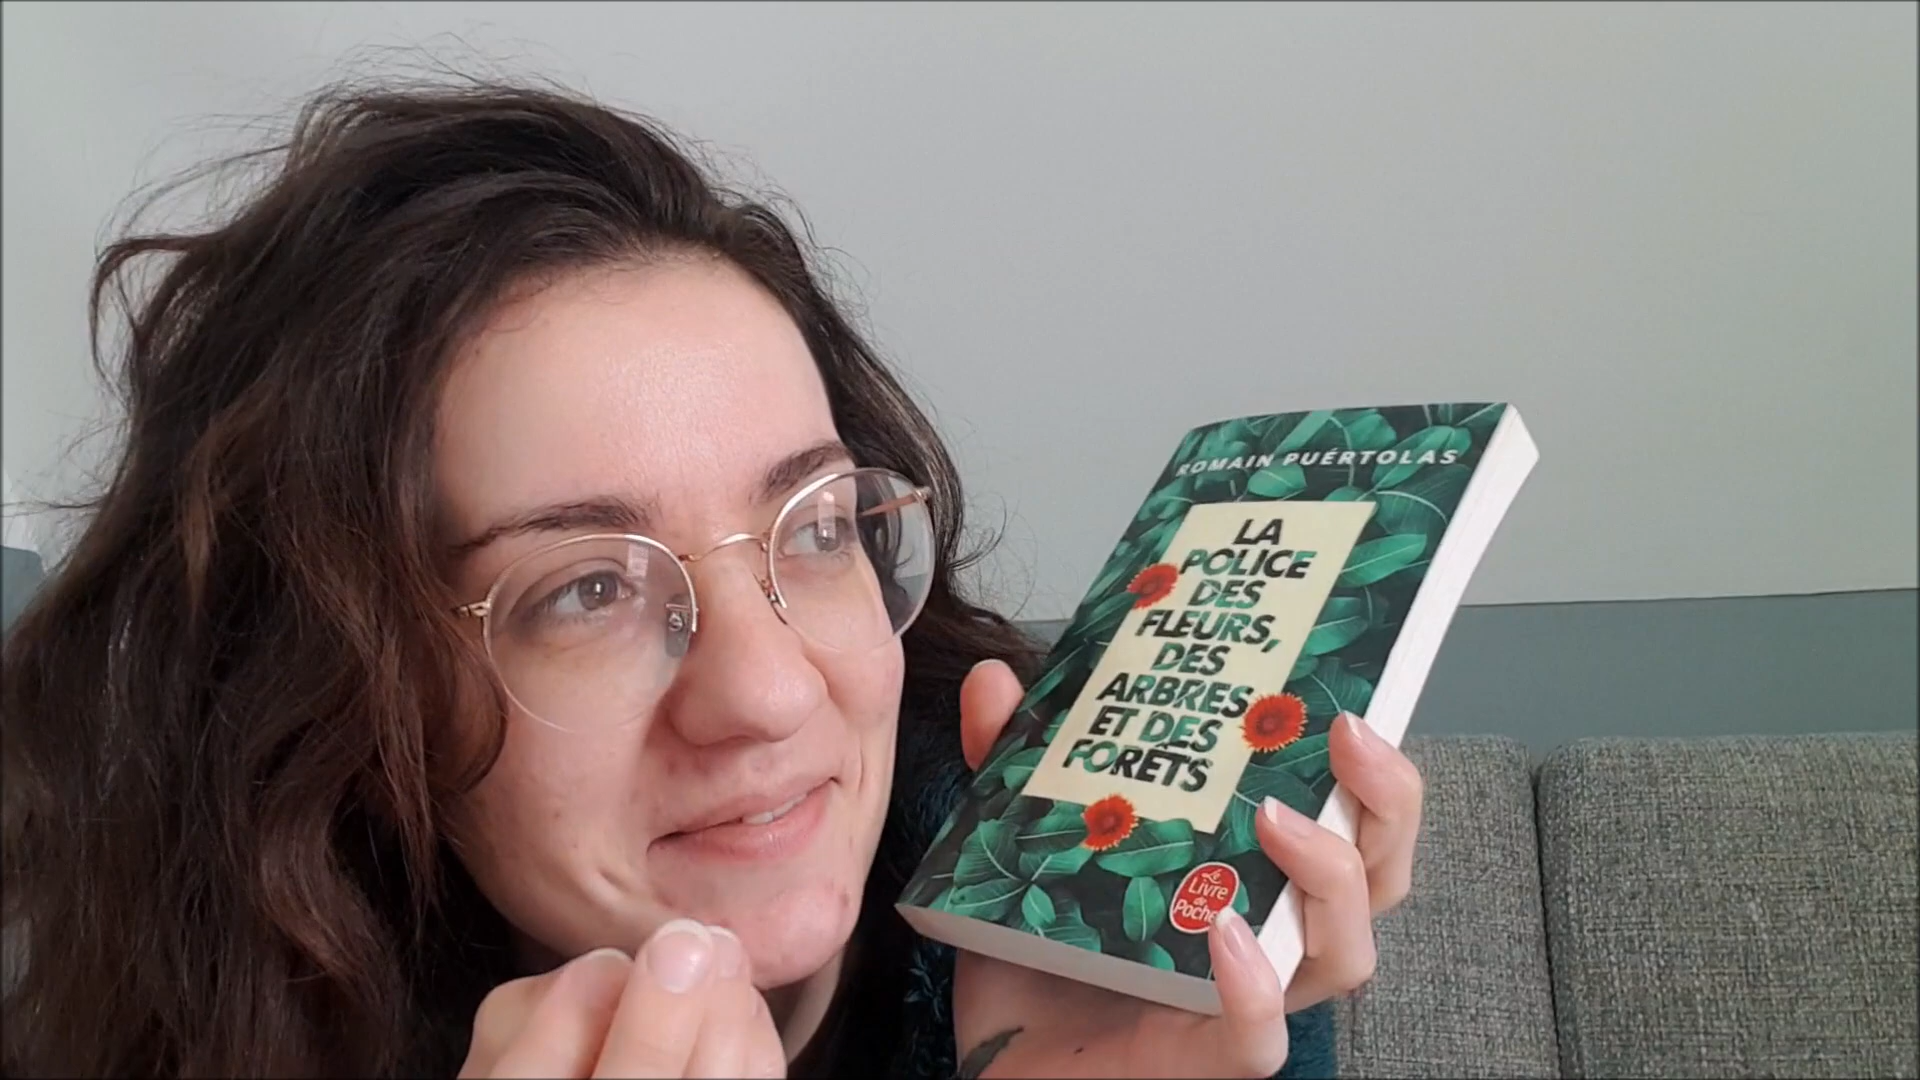 ROMAIN PUÉRTOLAS
LA
POLICE
DES
FLEURS,
DES
ARBRES
ET DES
FORÊTS
Le
Livre
de
Poche